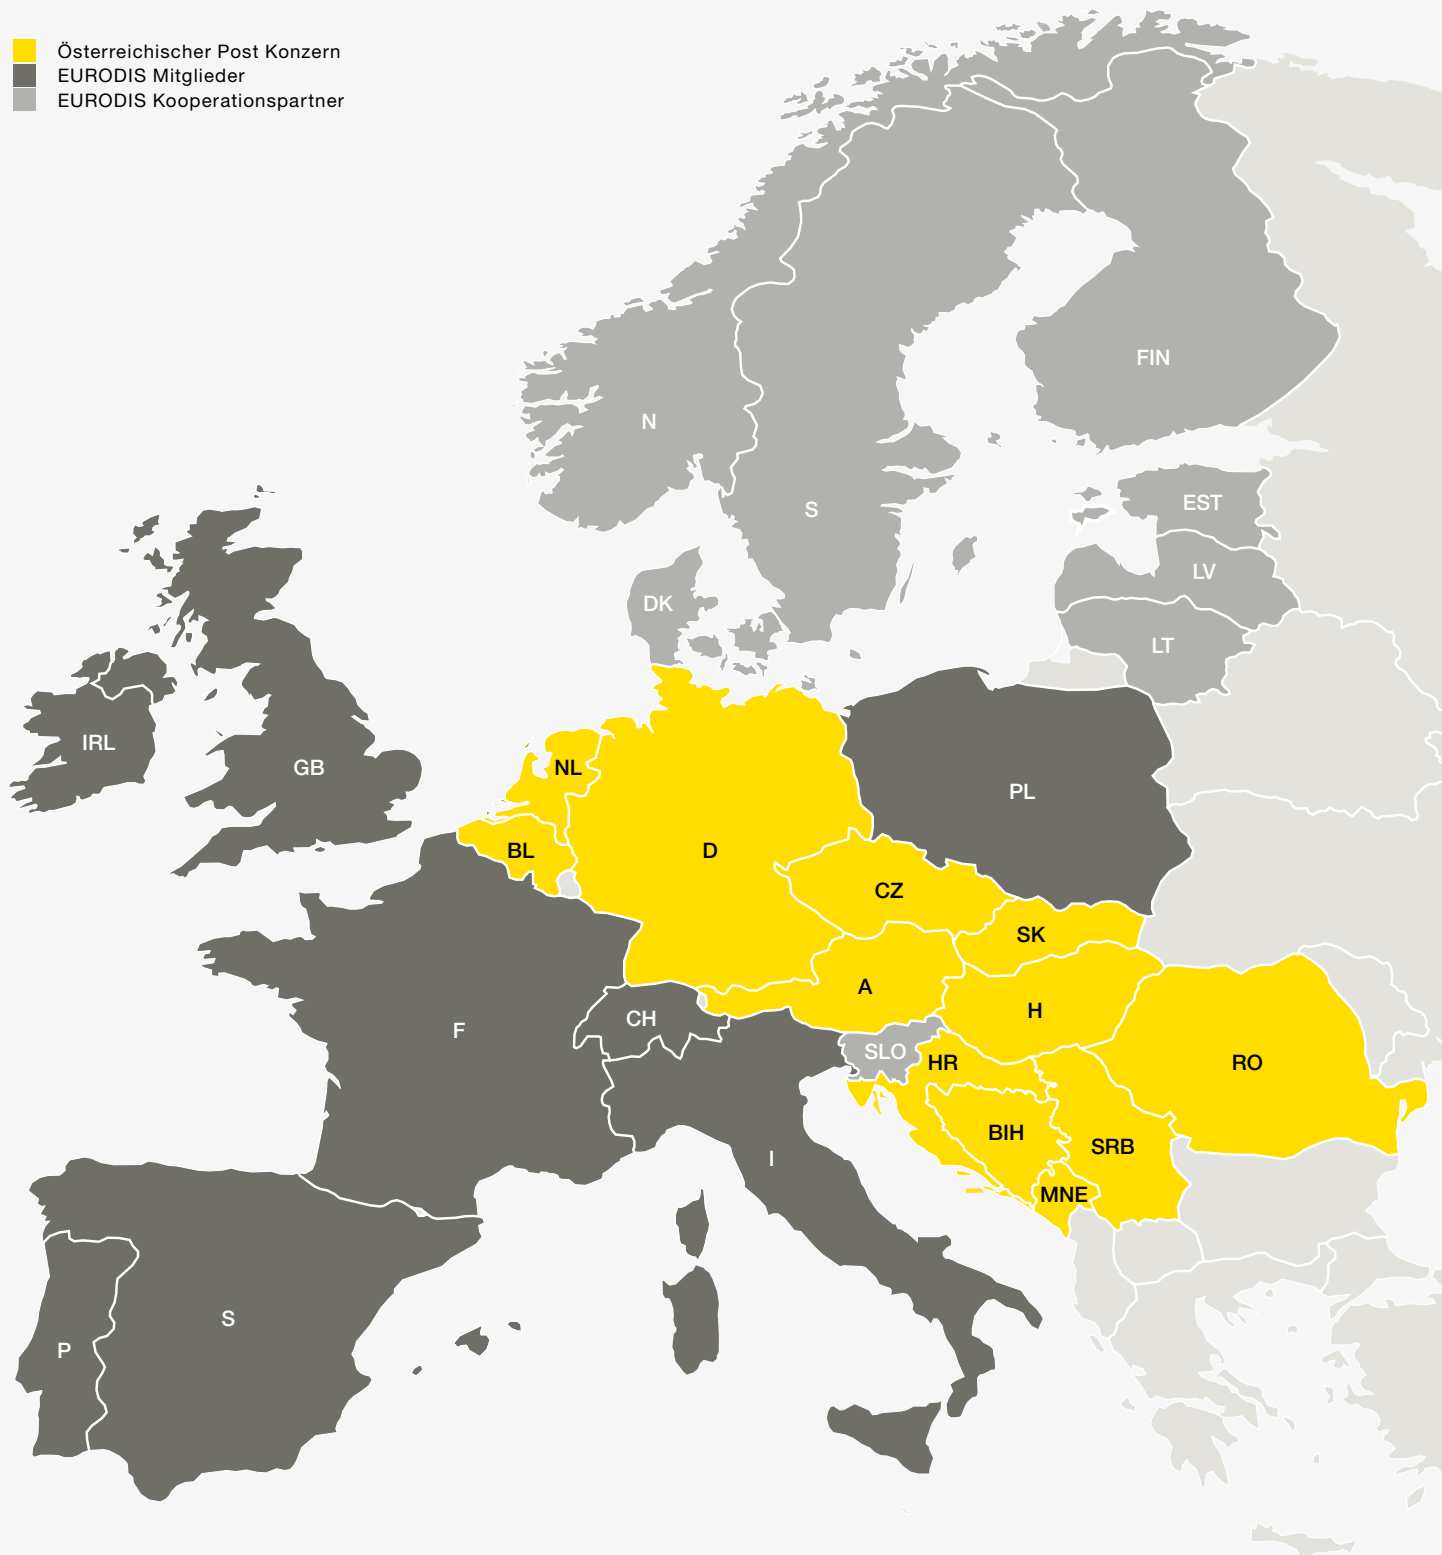 Österreichischer Post Konzern
EURODIS Mitglieder
EURODIS Kooperationspartner
FIN
N
S
EST
LV
DK
LT
IRL
GB
NL
PL
BL
D
CZ
SK
A
H
CH
F
SLO
HR
RO
BIH
SRB
I
MNE
S
P